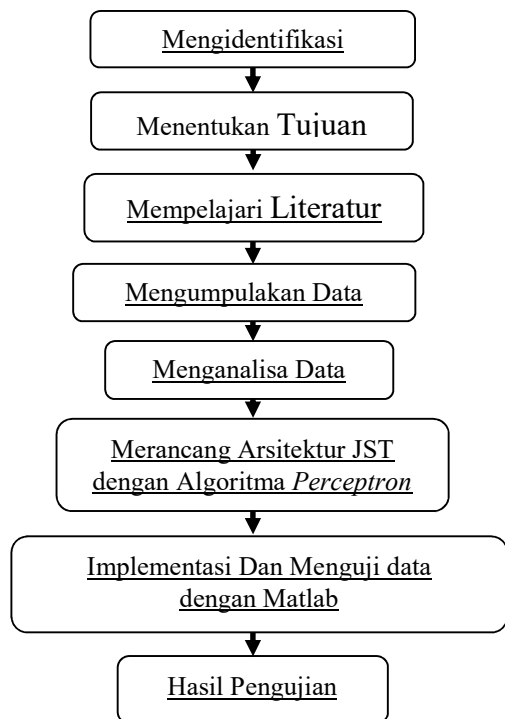 Mengidentifikasi
Menentukan Tujuan
Mempelajari Literatur
Mengumpulakan Data
Menganalisa Data
Merancang Arsitektur JST
dengan Algoritma Perceptron
Implementasi Dan Menguji data
dengan Matlab
Hasil Pengujian